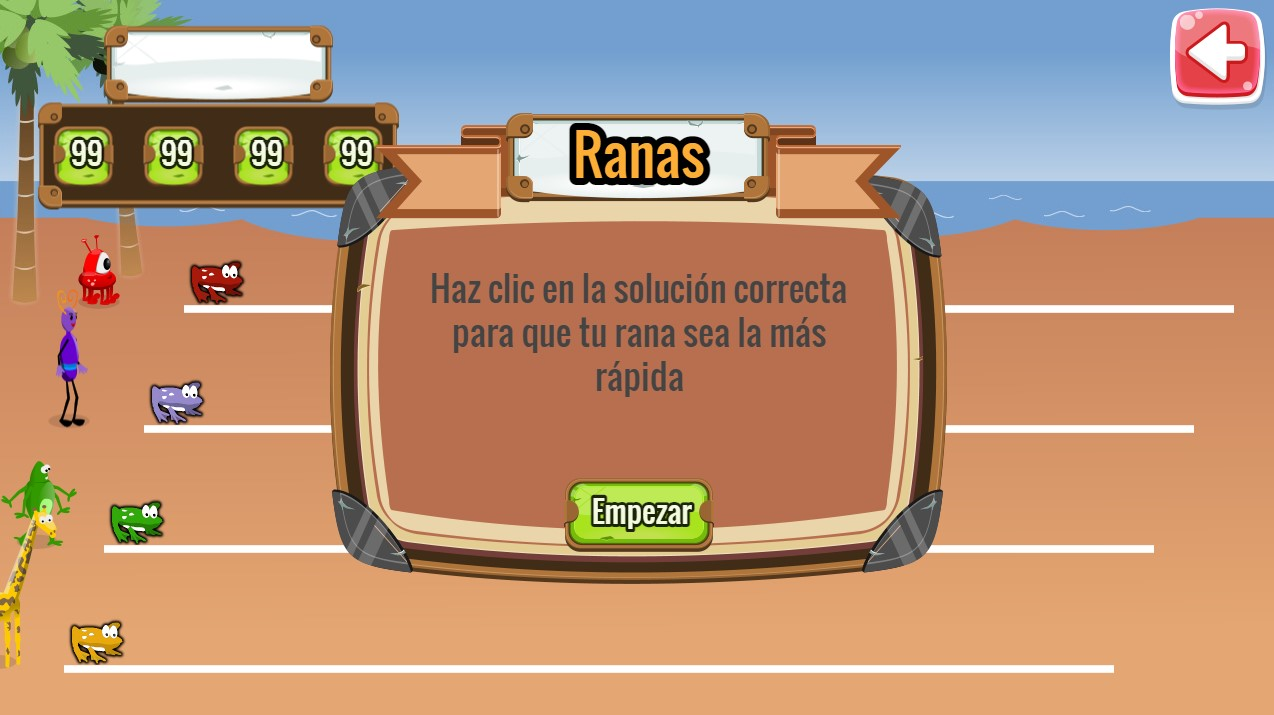 99 99 99 99
Ranas
Haz clic en la solución correcta
para que tu rana sea la más
rápida
Empezar